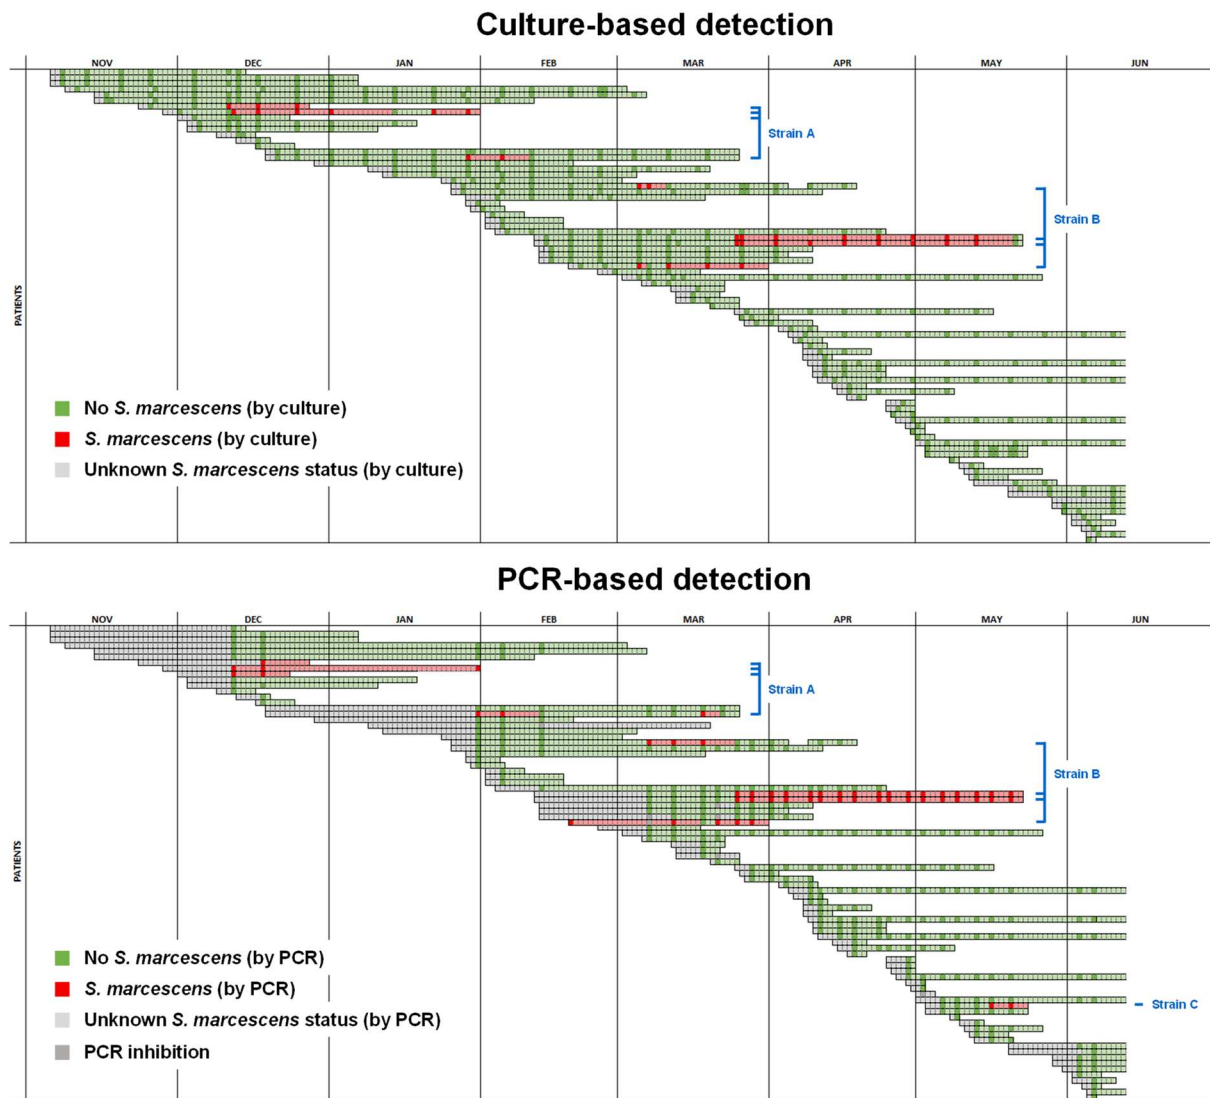 Culture-based detection
NOV DEC JAN FEB MAR APR MAY JUN
Strain A
Strain B
PATIENTS
No S. marcescens (by culture)
S. marcescens (by culture)
Unknown S. marcescens status (by culture)
PCR-based detection
NOV DEC JAN FEB MAR APR MAY JUN
Strain A
Strain B
PATIENTS
No S. marcescens (by PCR)
S. marcescens (by PCR)
Strain C
Unknown S. marcescens status (by PCR)
PCR inhibition